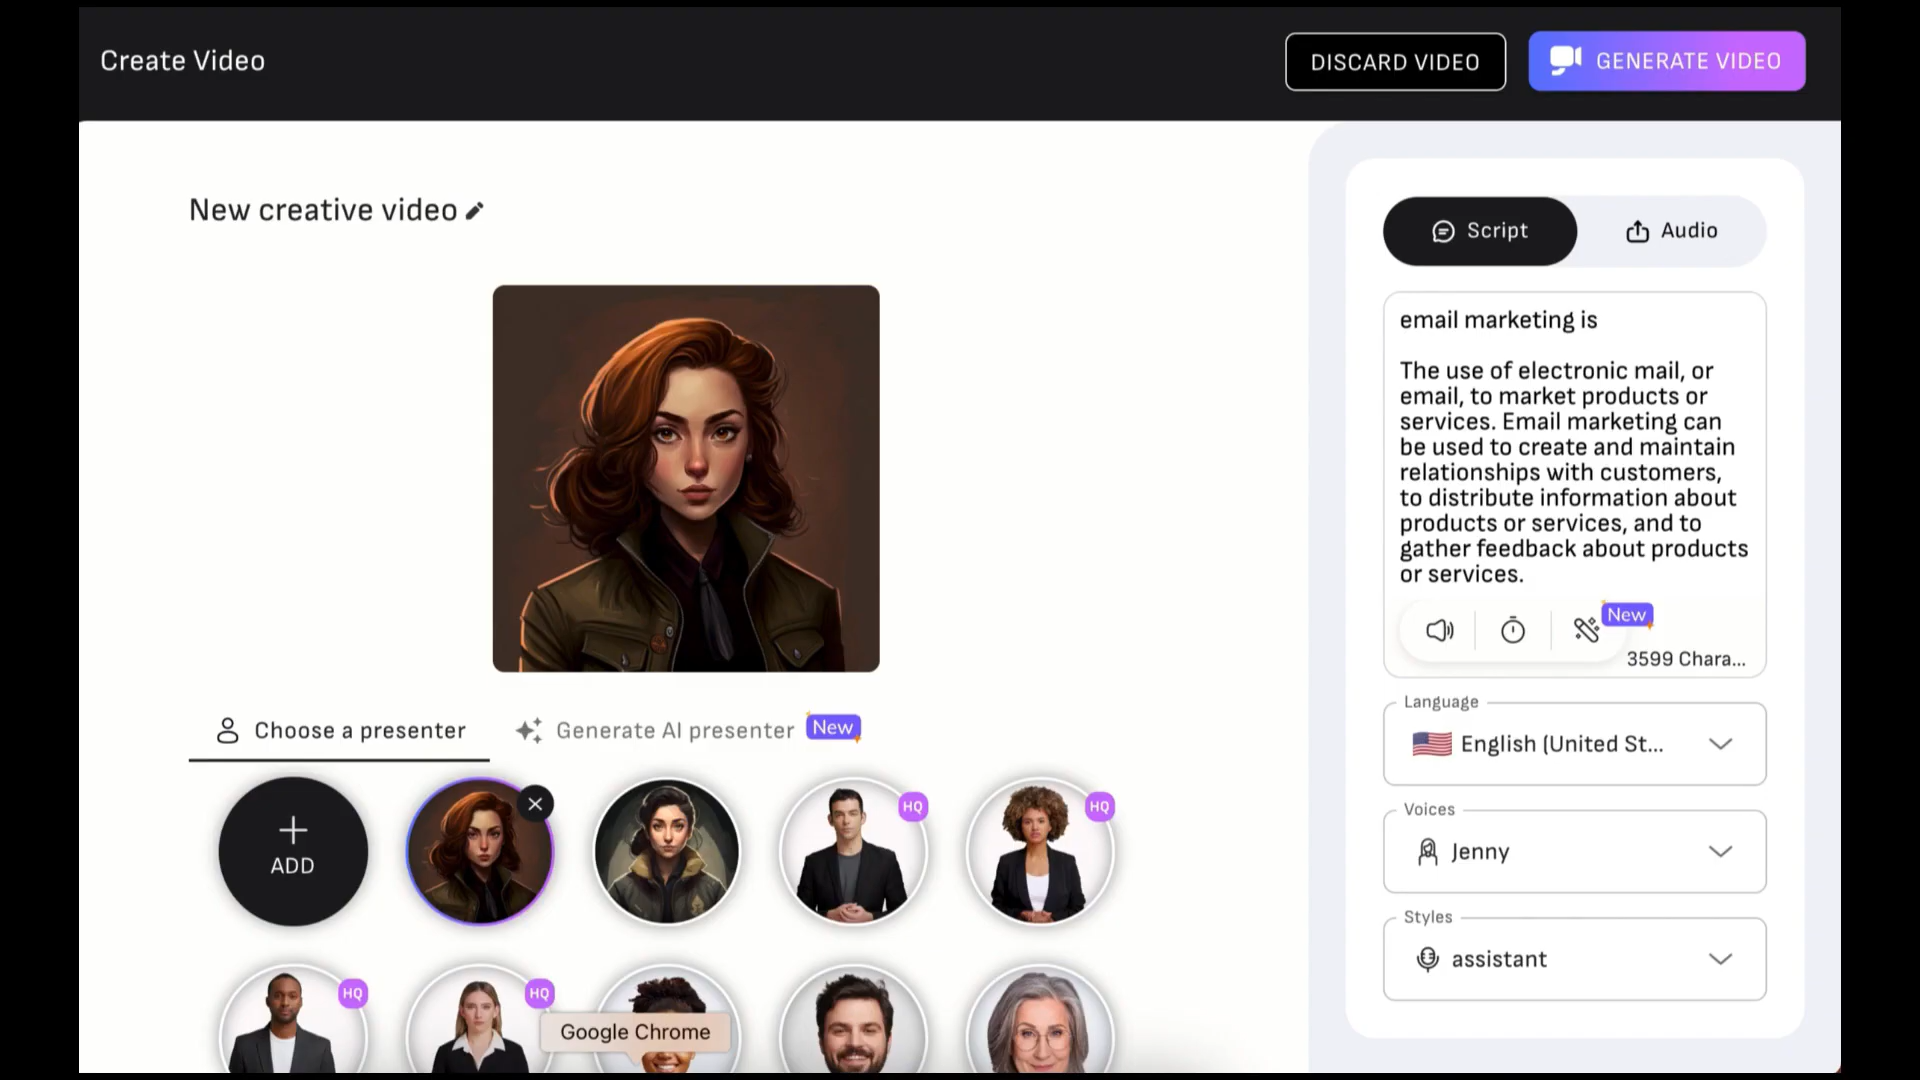 Create Video
DISCARD VIDEO
GENERATE VIDEO
New creative video
Script
Audio
email marketing is
The use of electronic mail, or
email, to market products or
services. Email marketing can
be used to create and maintain
relationships with customers,
to distribute information about
products or services, and to
gather feedback about products
or services.
New
3599 Chara...
Language
English (United St...
Voices
Jenny
Styles
assistant
Choose a presenter
Generate AI presenter
New
ADD
HQ
HQ
HQ
HQ
Google Chrome